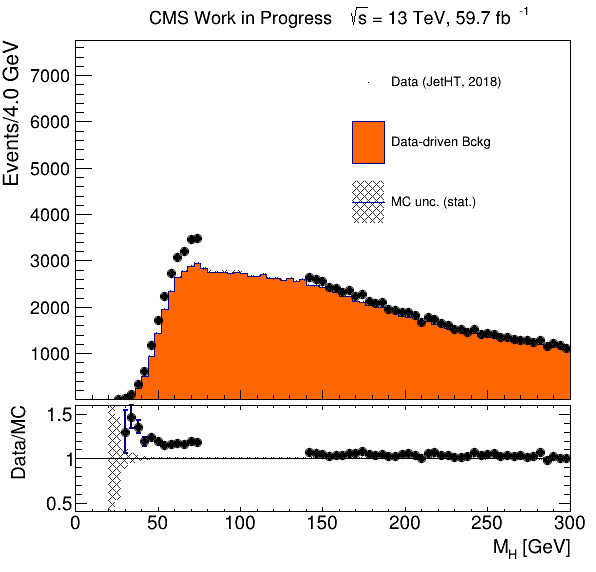 CMS Work in Progress √s = 13 TeV, 59.7 fb⁻¹
Events/4.0 GeV
7000
6000
5000
4000
3000
2000
1000
Data (JetHT, 2018)
Data-driven Bckg
MC unc. (stat.)
Data/MC
1.5
1
0.5
0 50 100 150 200 250 300
M_H [GeV]